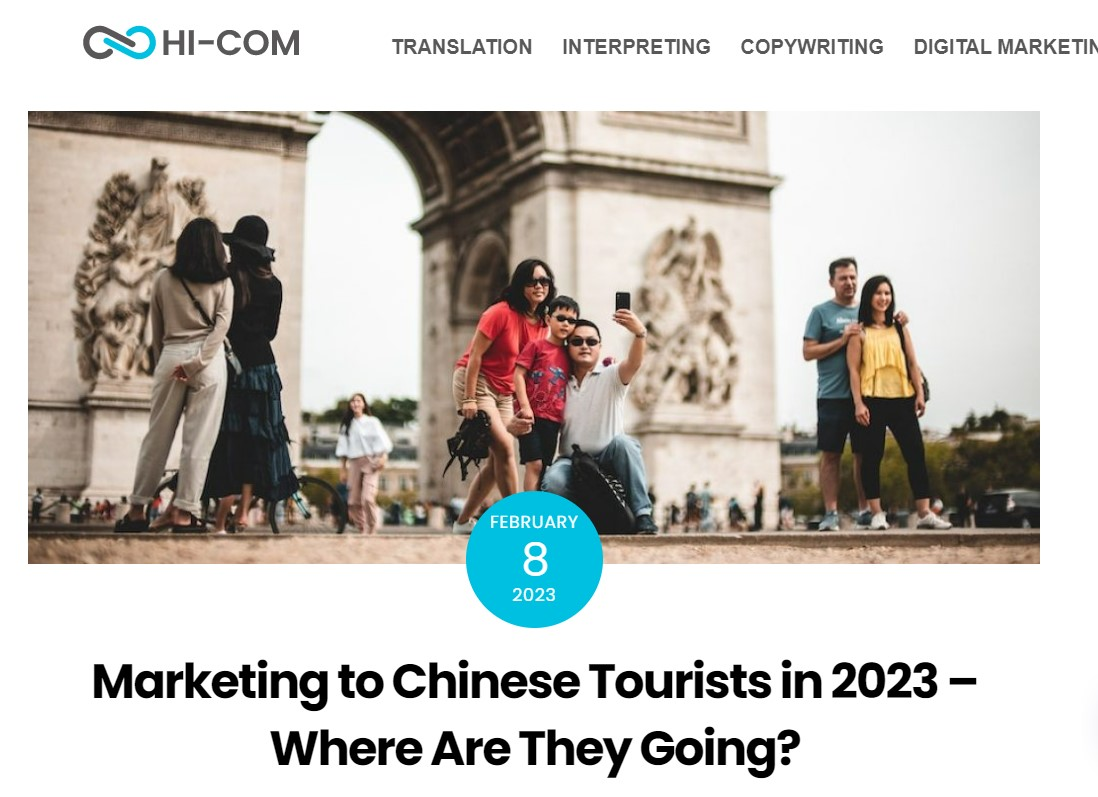 HI-COM
TRANSLATION INTERPRETING COPYWRITING DIGITAL MARKETIN
FEBRUARY
8
2023
Marketing to Chinese Tourists in 2023 –
Where Are They Going?